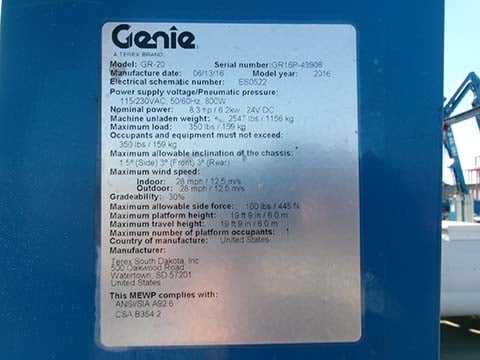 Genie
A TEREX BRAND
Model: GR-20 Serial number: GR16P-43908
Manufacture date: 06/13/16 Model year: 2016
Electrical schematic number: ES0522
Power supply voltage/Pneumatic pressure:
115/230VAC 50/60Hz, 800W
Nominal power: 8.3 hp / 6.2kw 24V DC
Machine unladen weight: 2547 lbs / 1156 kg
Maximum load: 350 lbs / 159 kg
Occupants and equipment must not exceed:
350 lbs / 159 kg
Maximum allowable inclination of the chassis:
1.5° (Side) 3° (Front) 3° (Rear)
Maximum wind speed:
Indoor: 28 mph / 12.5 m/s
Outdoor: 28 mph / 12.5 m/s
Gradeability: 30%
Maximum allowable side force: 100 lbs / 445 N
Maximum platform height: 19 ft 9 in / 6.0 m
Maximum travel height: 19 ft 9 in / 6.0 m
Maximum number of platform occupants: 1
Country of manufacture: United States
Manufacturer:
Terex South Dakota, Inc
500 Oakwood Road
Watertown, SD 57201
United States
This MEWP complies with:
ANSI/SIA A92.6
CSA B354.2